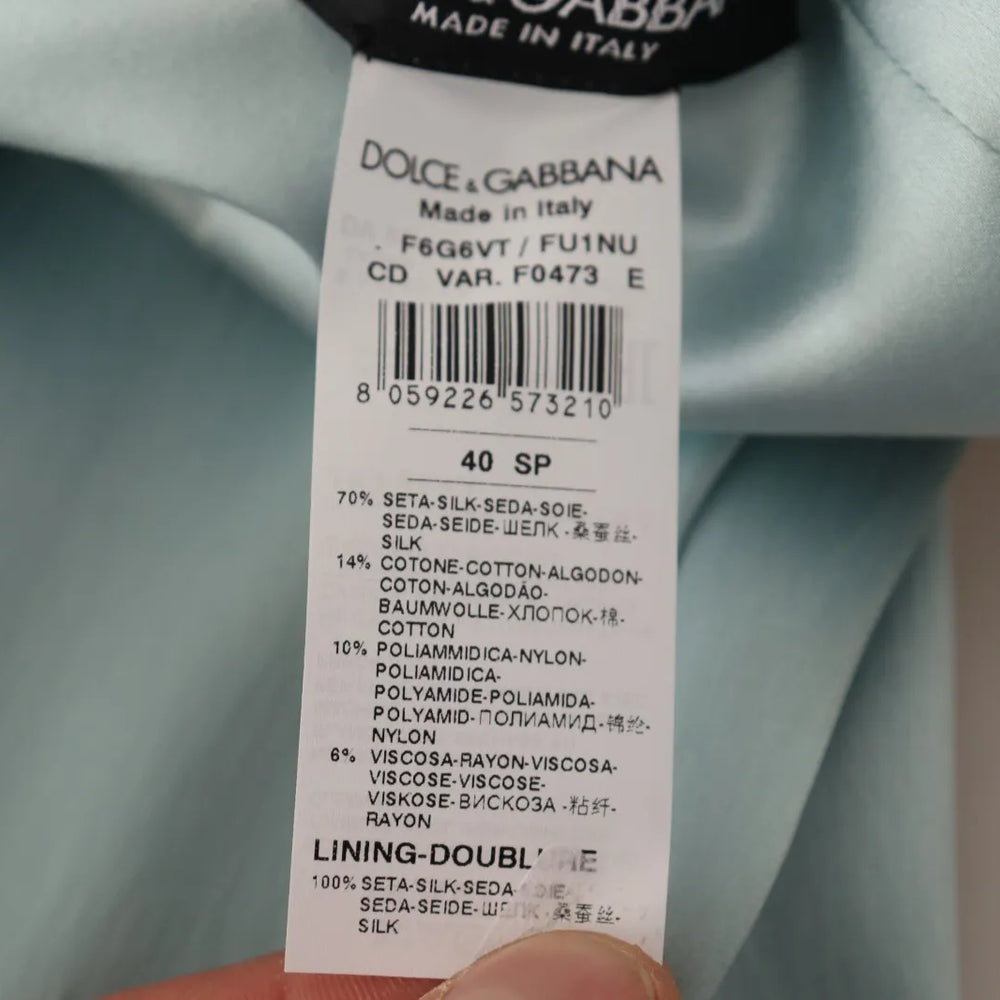 & GABBA
MADE IN ITALY
DOLCE & GABBANA
Made in Italy
F6G6VT / FU1NU
CD VAR. F0473 E
8 059226 573210
40 SP
70% SETA-SILK-SEDA-SOIE-
SEDA-SEIDE-ШЕЛК-桑蚕丝-
SILK
14% COTONE-COTTON-ALGODON-
COTON-ALGODÃO-
BAUMWOLLE-ХЛОПОК-棉-
COTTON
10% POLIAMMIDICA-NYLON-
POLIAMIDICA-
POLYAMIDE-POLIAMIDA-
POLYAMID-ПОЛИАМИД-锦纶-
NYLON
6% VISCOSA-RAYON-VISCOSA-
VISCOSE-VISCOSE-
VISKOSE-ВИСКОЗА-粘纤-
RAYON
LINING-DOUBLURE
100% SETA-SILK-SEDA-SOIE-
SEDA-SEIDE-ШЕЛК-桑蚕丝-
SILK